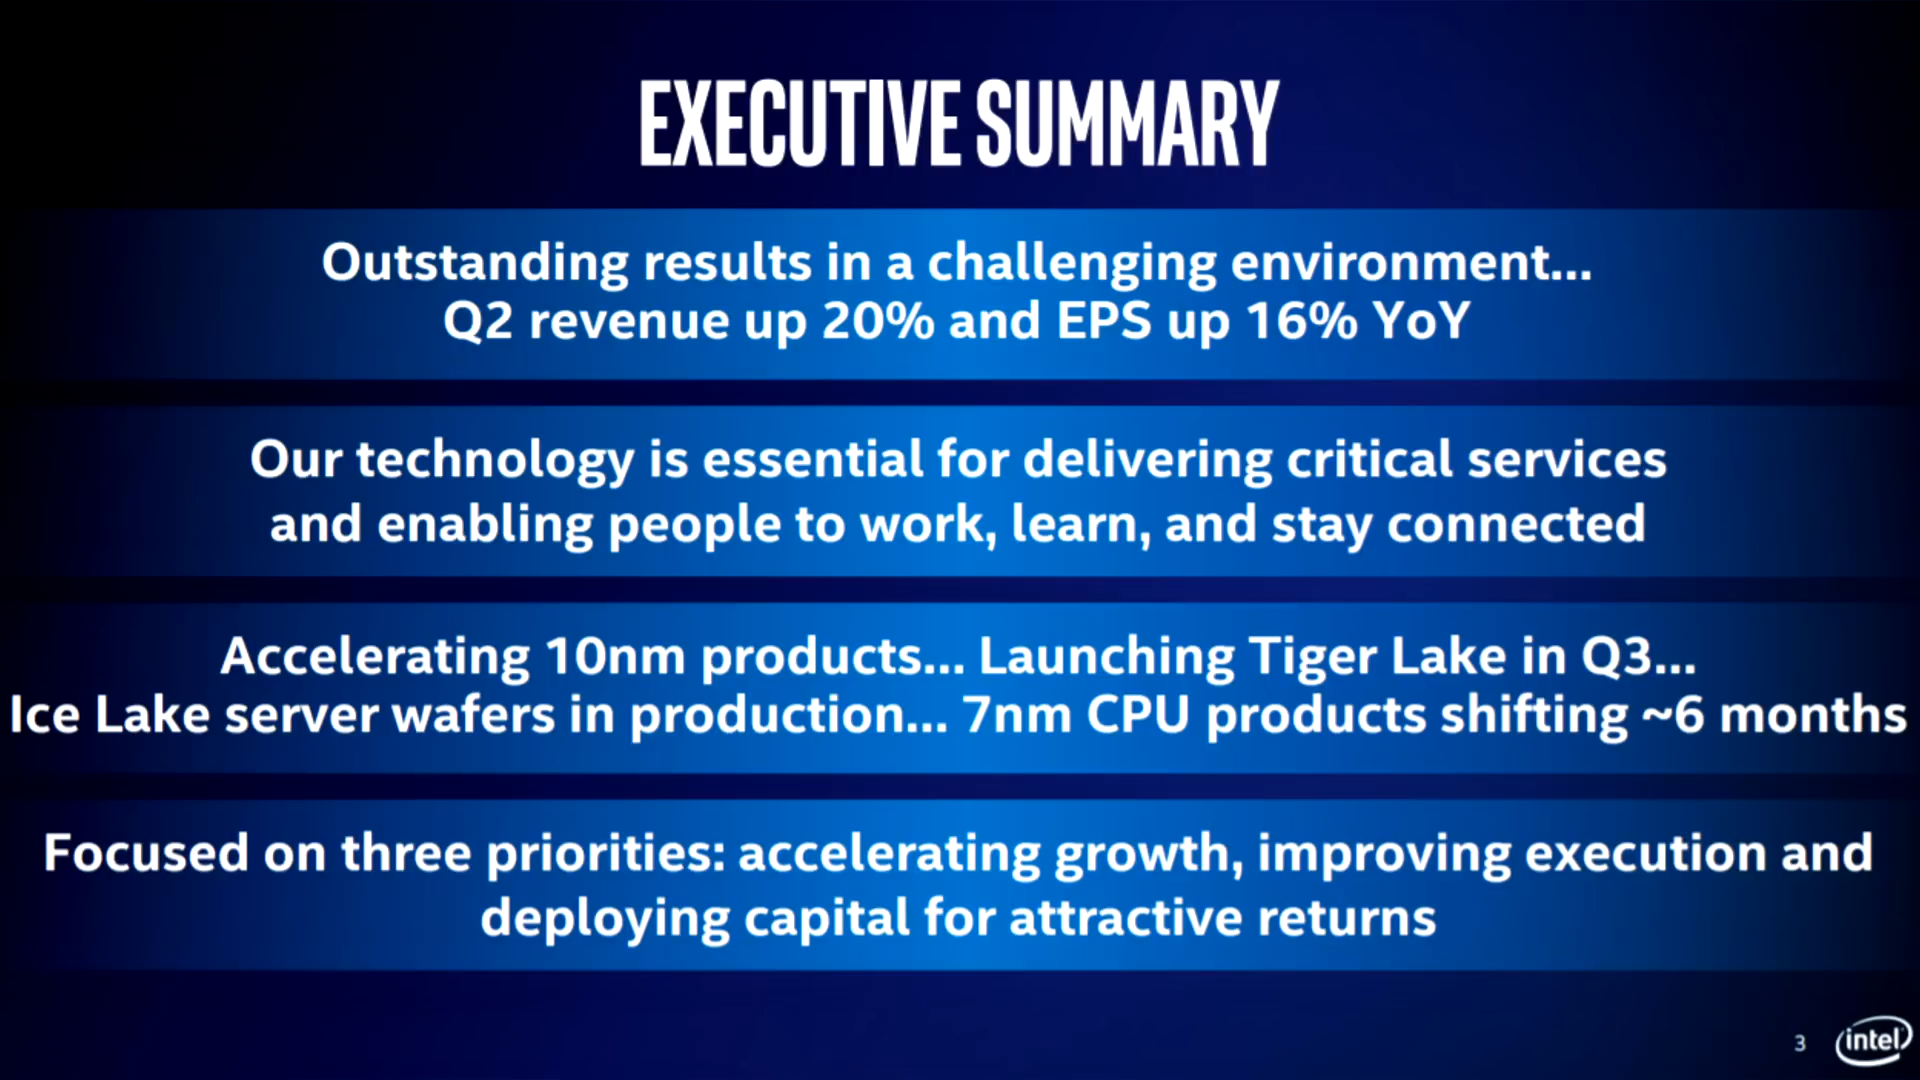 EXECUTIVE SUMMARY
Outstanding results in a challenging environment...
Q2 revenue up 20% and EPS up 16% YoY
Our technology is essential for delivering critical services
and enabling people to work, learn, and stay connected
Accelerating 10nm products... Launching Tiger Lake in Q3...
Ice Lake server wafers in production... 7nm CPU products shifting ~6 months
Focused on three priorities: accelerating growth, improving execution and
deploying capital for attractive returns
3
intel